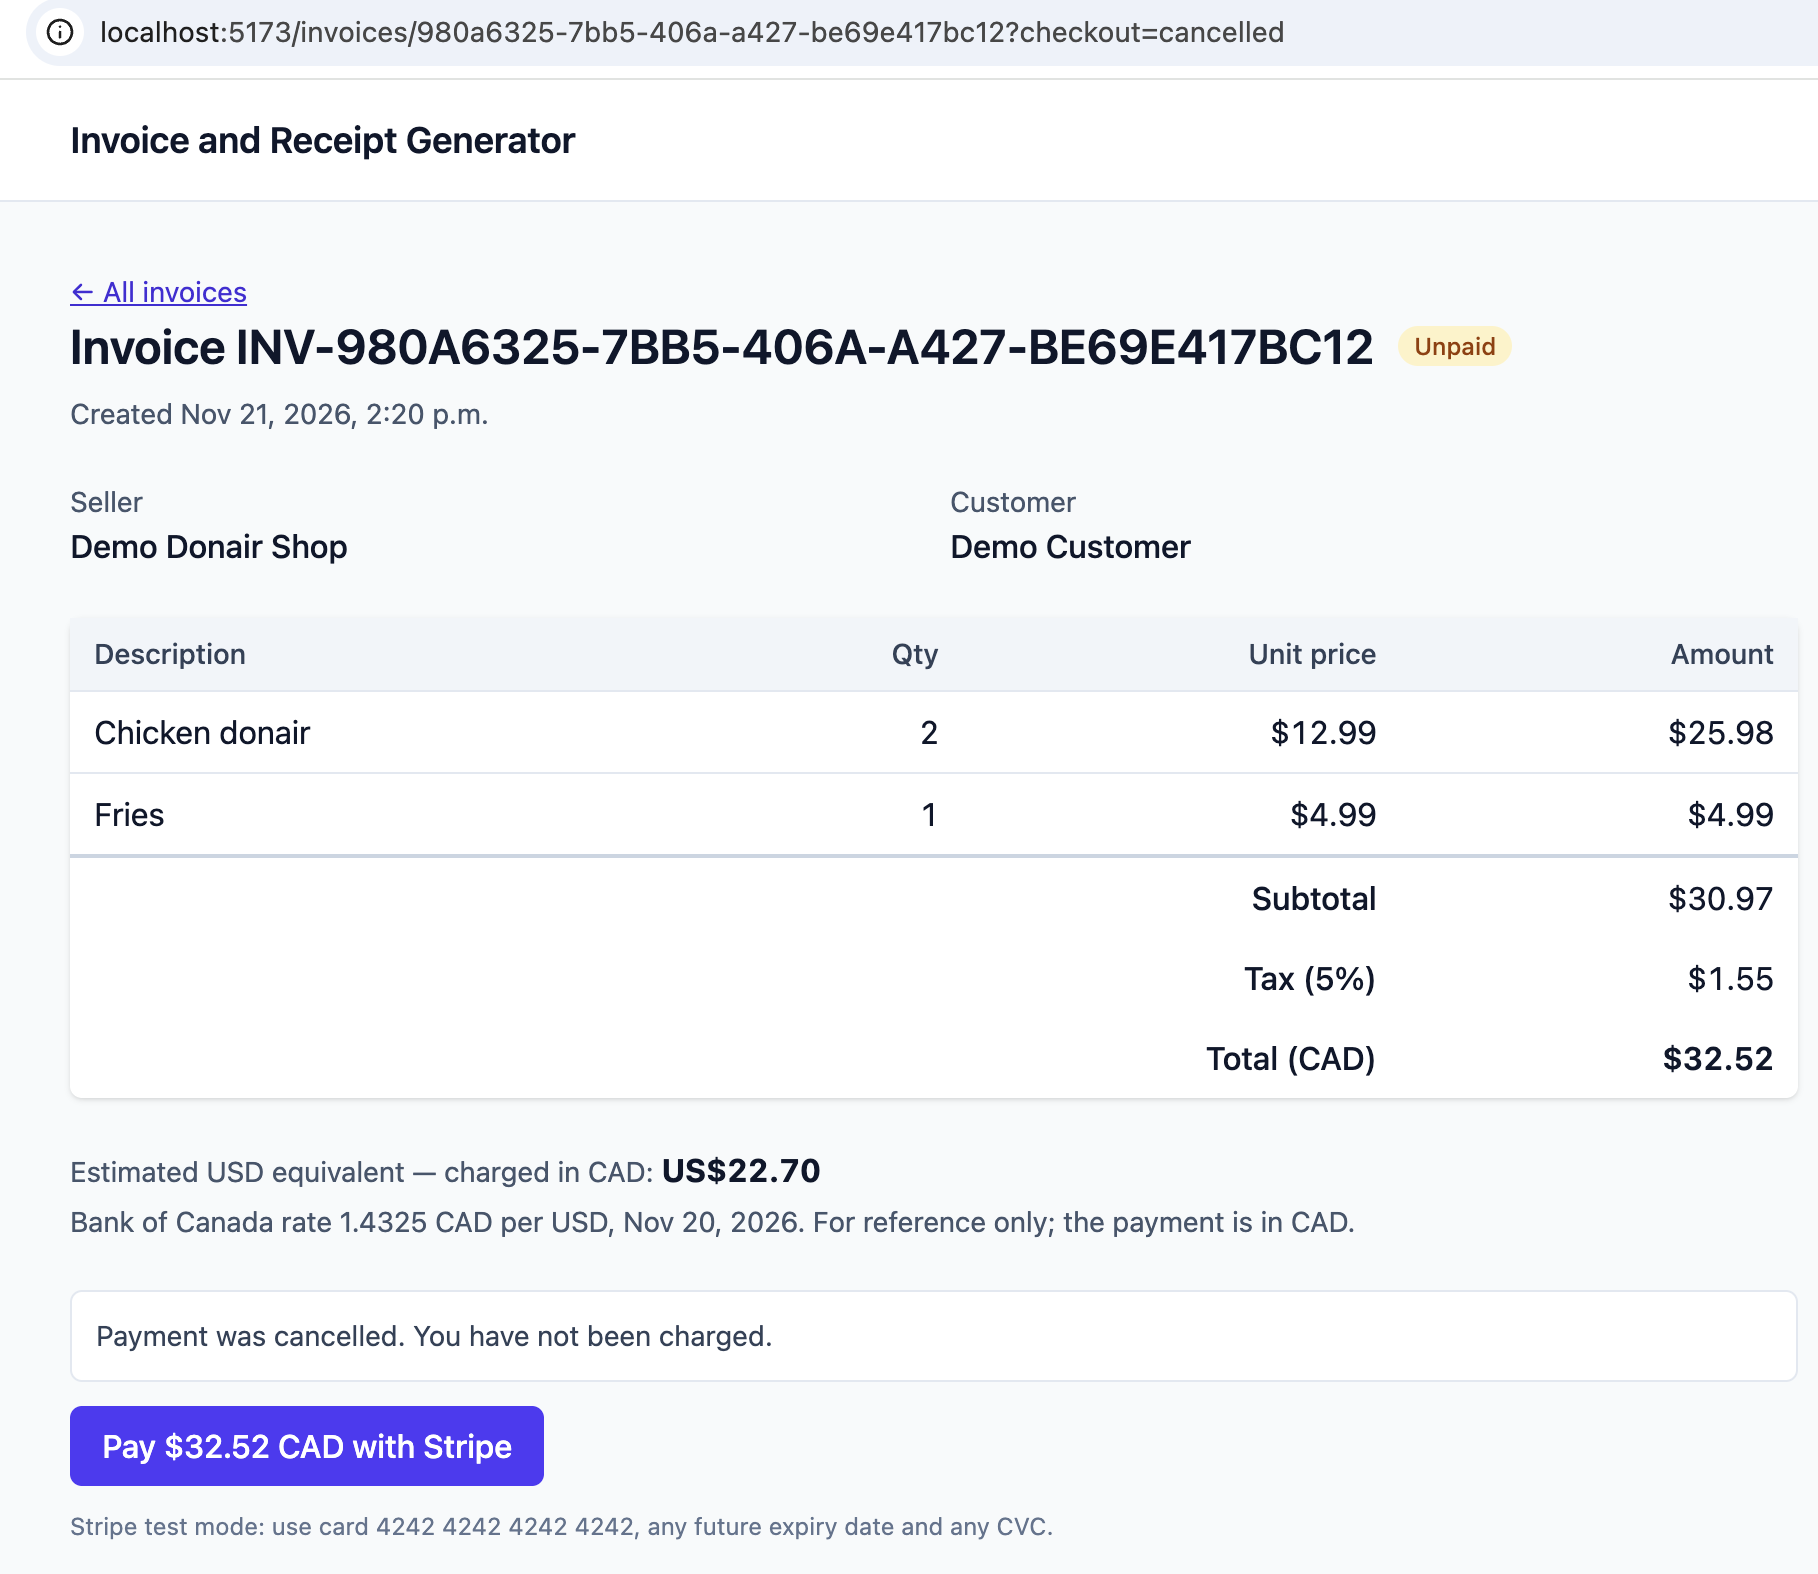 localhost:5173/invoices/980a6325-7bb5-406a-a427-be69e417bc12?checkout=cancelled
Invoice and Receipt Generator
← All invoices
Invoice INV-980A6325-7BB5-406A-A427-BE69E417BC12 Unpaid
Created Nov 21, 2026, 2:20 p.m.
Seller Customer
Demo Donair Shop Demo Customer
Description Qty Unit price Amount
Chicken donair 2 $12.99 $25.98
Fries 1 $4.99 $4.99
Subtotal $30.97
Tax (5%) $1.55
Total (CAD) $32.52
Estimated USD equivalent — charged in CAD: US$22.70
Bank of Canada rate 1.4325 CAD per USD, Nov 20, 2026. For reference only; the payment is in CAD.
Payment was cancelled. You have not been charged.
Pay $32.52 CAD with Stripe
Stripe test mode: use card 4242 4242 4242 4242, any future expiry date and any CVC.